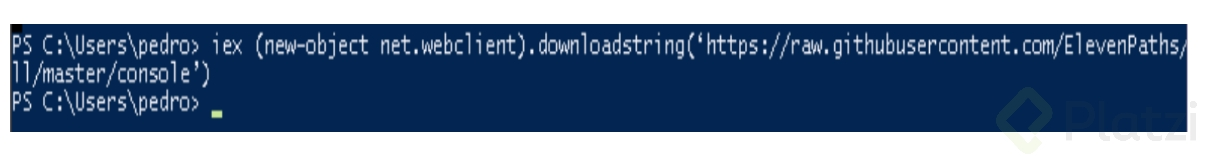 PS C:\Users\pedro> iex (new-object net.webclient).downloadstring(‘https://raw.githubusercontent.com/ElevenPaths/
ll/master/console’)
PS C:\Users\pedro>
Platzi